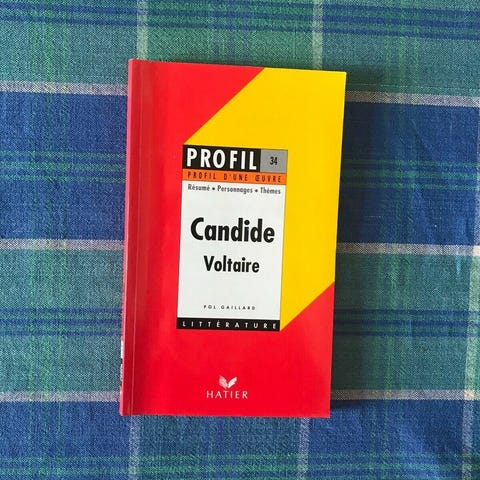 PROFIL 34
PROFIL D'UNE ŒUVRE
Résumé • Personnages • Thèmes
Candide
Voltaire
POL GAILLARD
LITTÉRATURE
HATIER